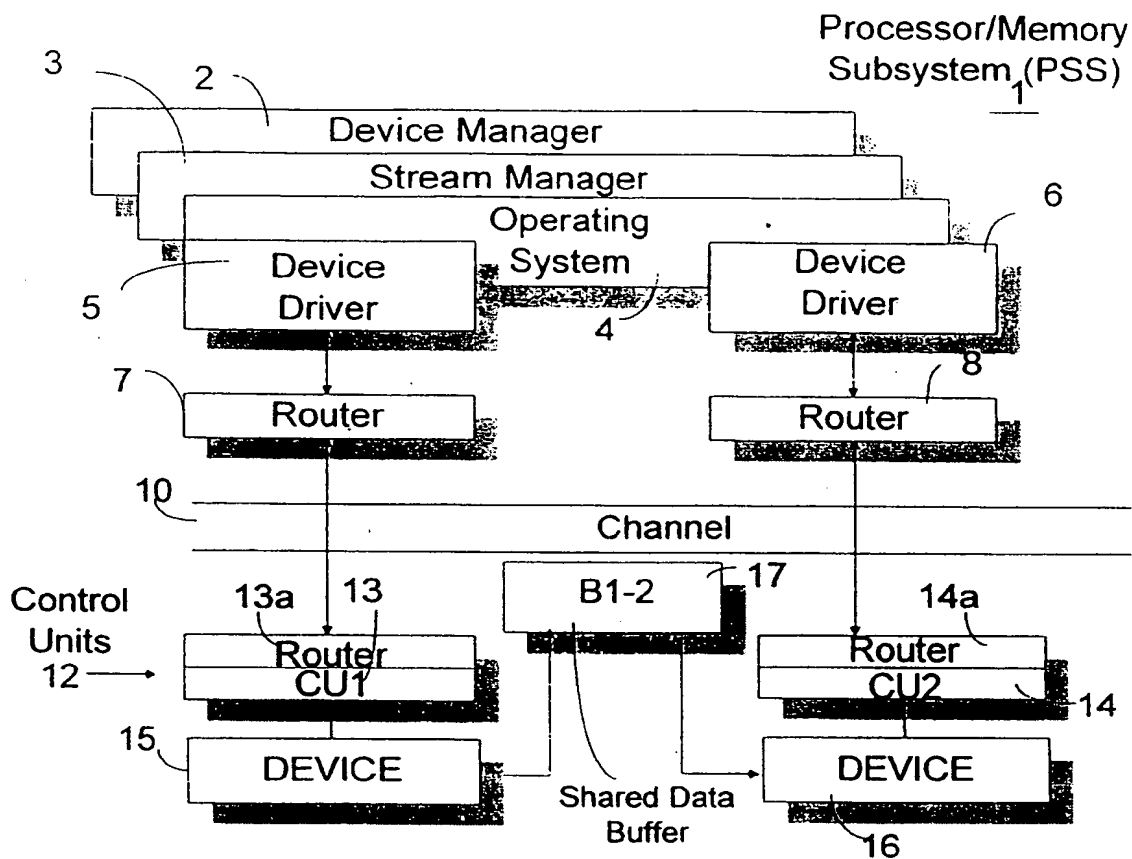 Processor/Memory
Subsystem (PSS)
1
3
2
Device Manager
Stream Manager
6
Operating
System
Device
Driver
5
4
Device
Driver
7
Router
8
Router
10
Channel
B1-2
17
Control
Units
12
13a
13
14a
Router
CU1
Router
CU2
14
15
DEVICE
Shared Data
Buffer
DEVICE
16